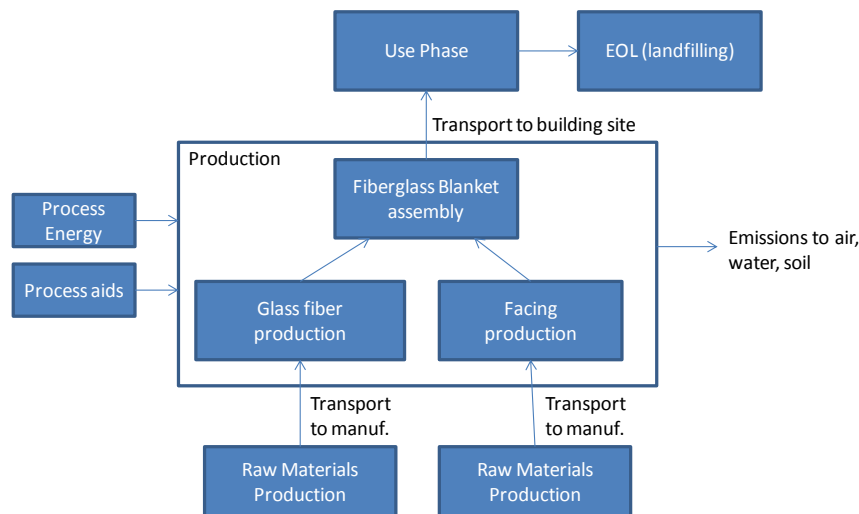 Use Phase
EOL (landfilling)
Transport to building site
Production
Fiberglass Blanket
assembly
Process
Energy
Emissions to air,
water, soil
Process aids
Glass fiber
production
Facing
production
Transport
to manuf.
Transport
to manuf.
Raw Materials
Production
Raw Materials
Production